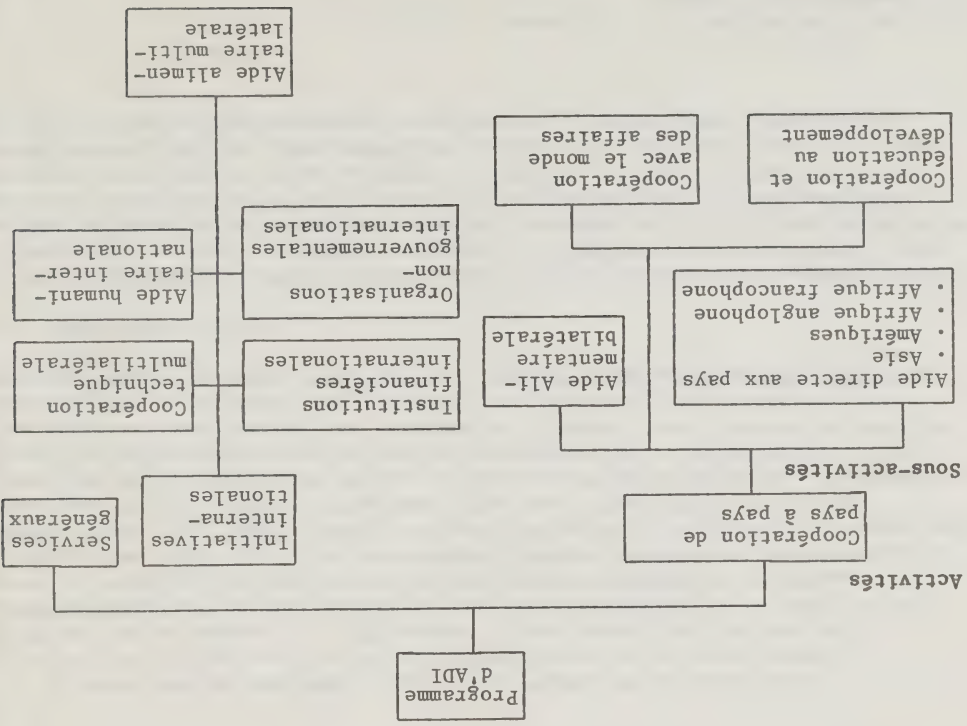 Programme
d'ADI
Activités
Coopération de
pays à pays
Initiatives
interna-
tionales
Services
généraux
Sous-activités
Aide directe aux pays
. Asie
. Amériques
. Afrique anglophone
. Afrique francophone
Aide Ali-
mentaire
bilatérale
Institutions
financières
internationales
Coopération
technique
multilatérale
Organisations
non-
gouvernementales
internationales
Aide humani-
taire inter-
nationale
Coopération et
éducation au
développement
Coopération
avec le monde
des affaires
Aide alimen-
taire multi-
latérale